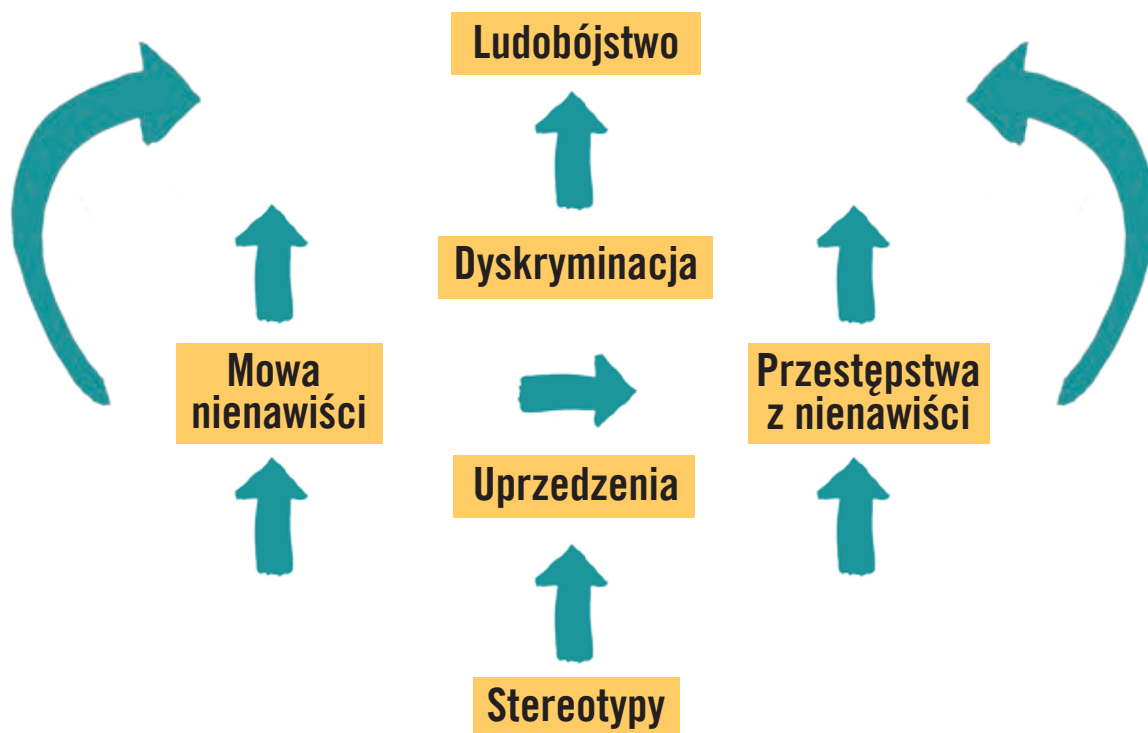 Ludobójstwo
Dyskryminacja
Mowa
nienawiści
Przestępstwa
z nienawiści
Uprzedzenia
Stereotypy